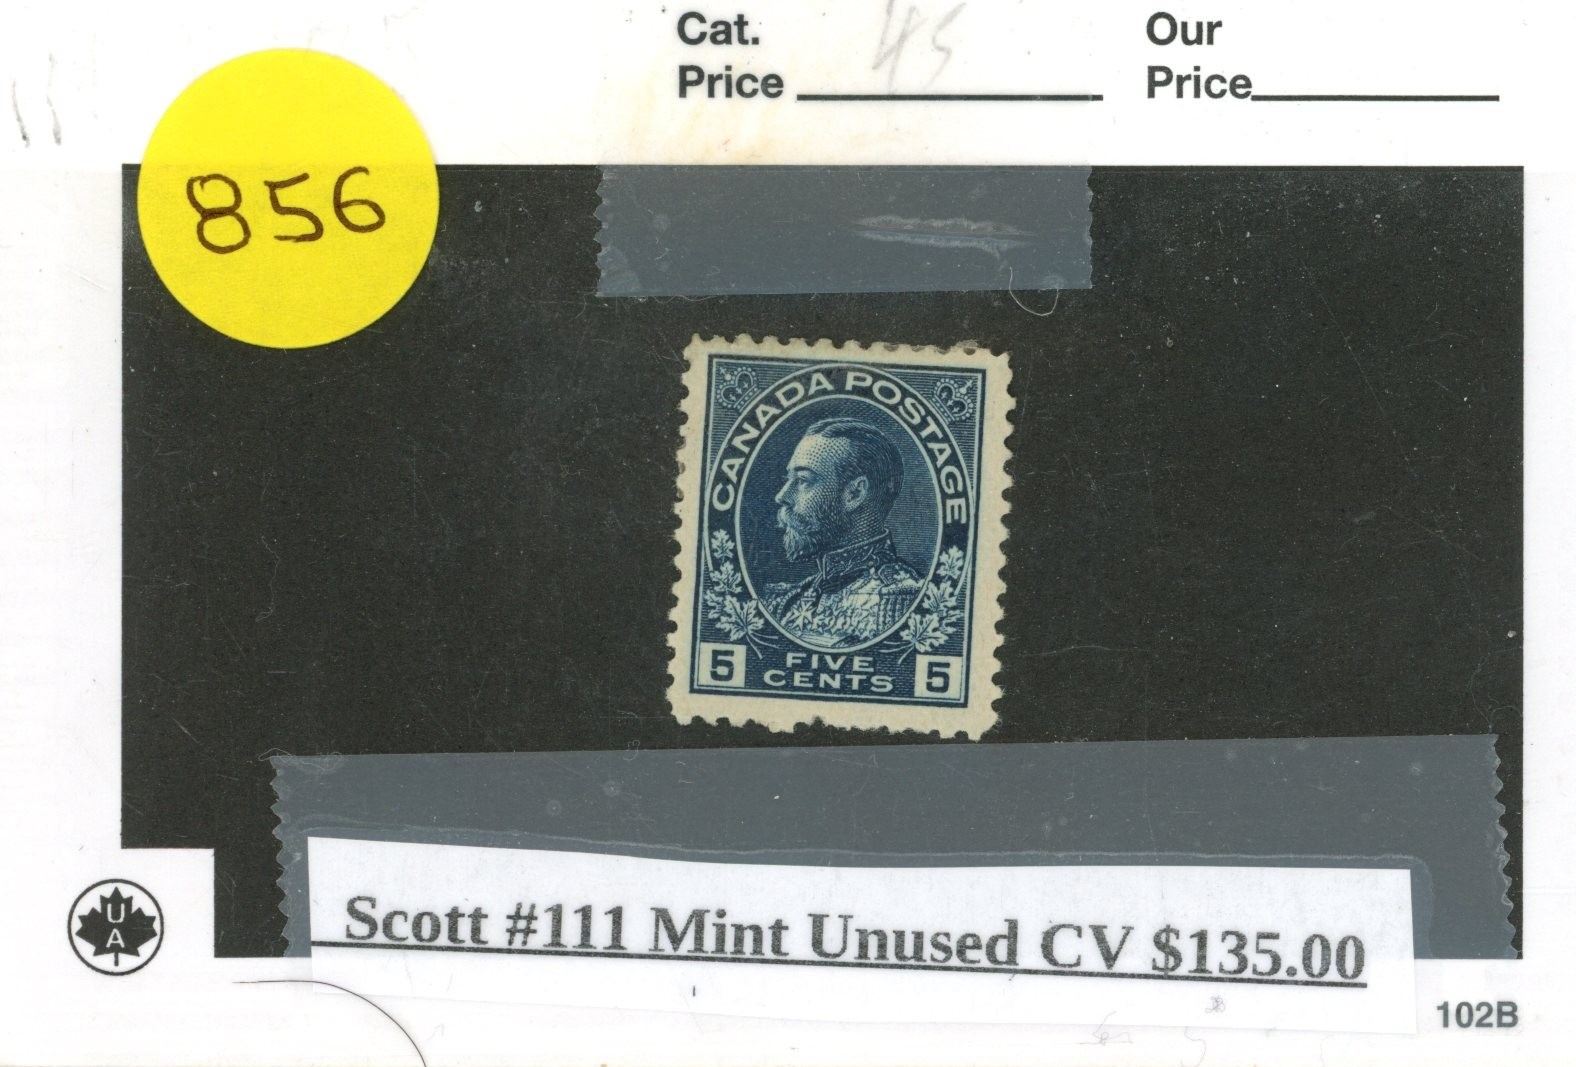 Cat.
Price 45
Our
Price
856
CANADA POSTAGE
5 FIVE CENTS 5
U
A
Scott #111 Mint Unused CV $135.00
102B